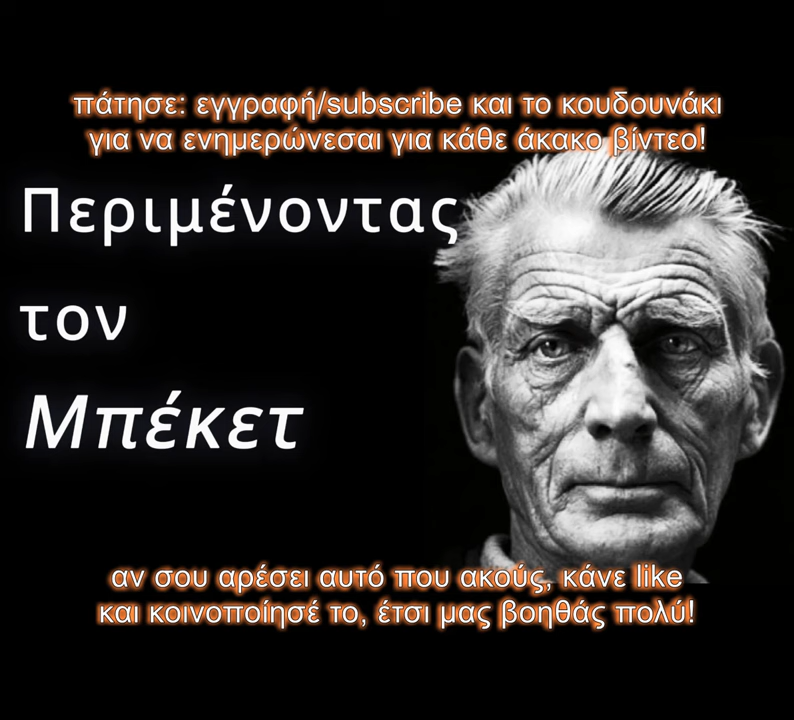 πάτησε: εγγραφή/subscribe και το κουδουνάκι
για να ενημερώνεσαι για κάθε άκακο βίντεο!
Περιμένοντας
τον
Μπέκετ
αν σου αρέσει αυτό που ακούς, κάνε like
και κοινοποίησέ το, έτσι μας βοηθάς πολύ!